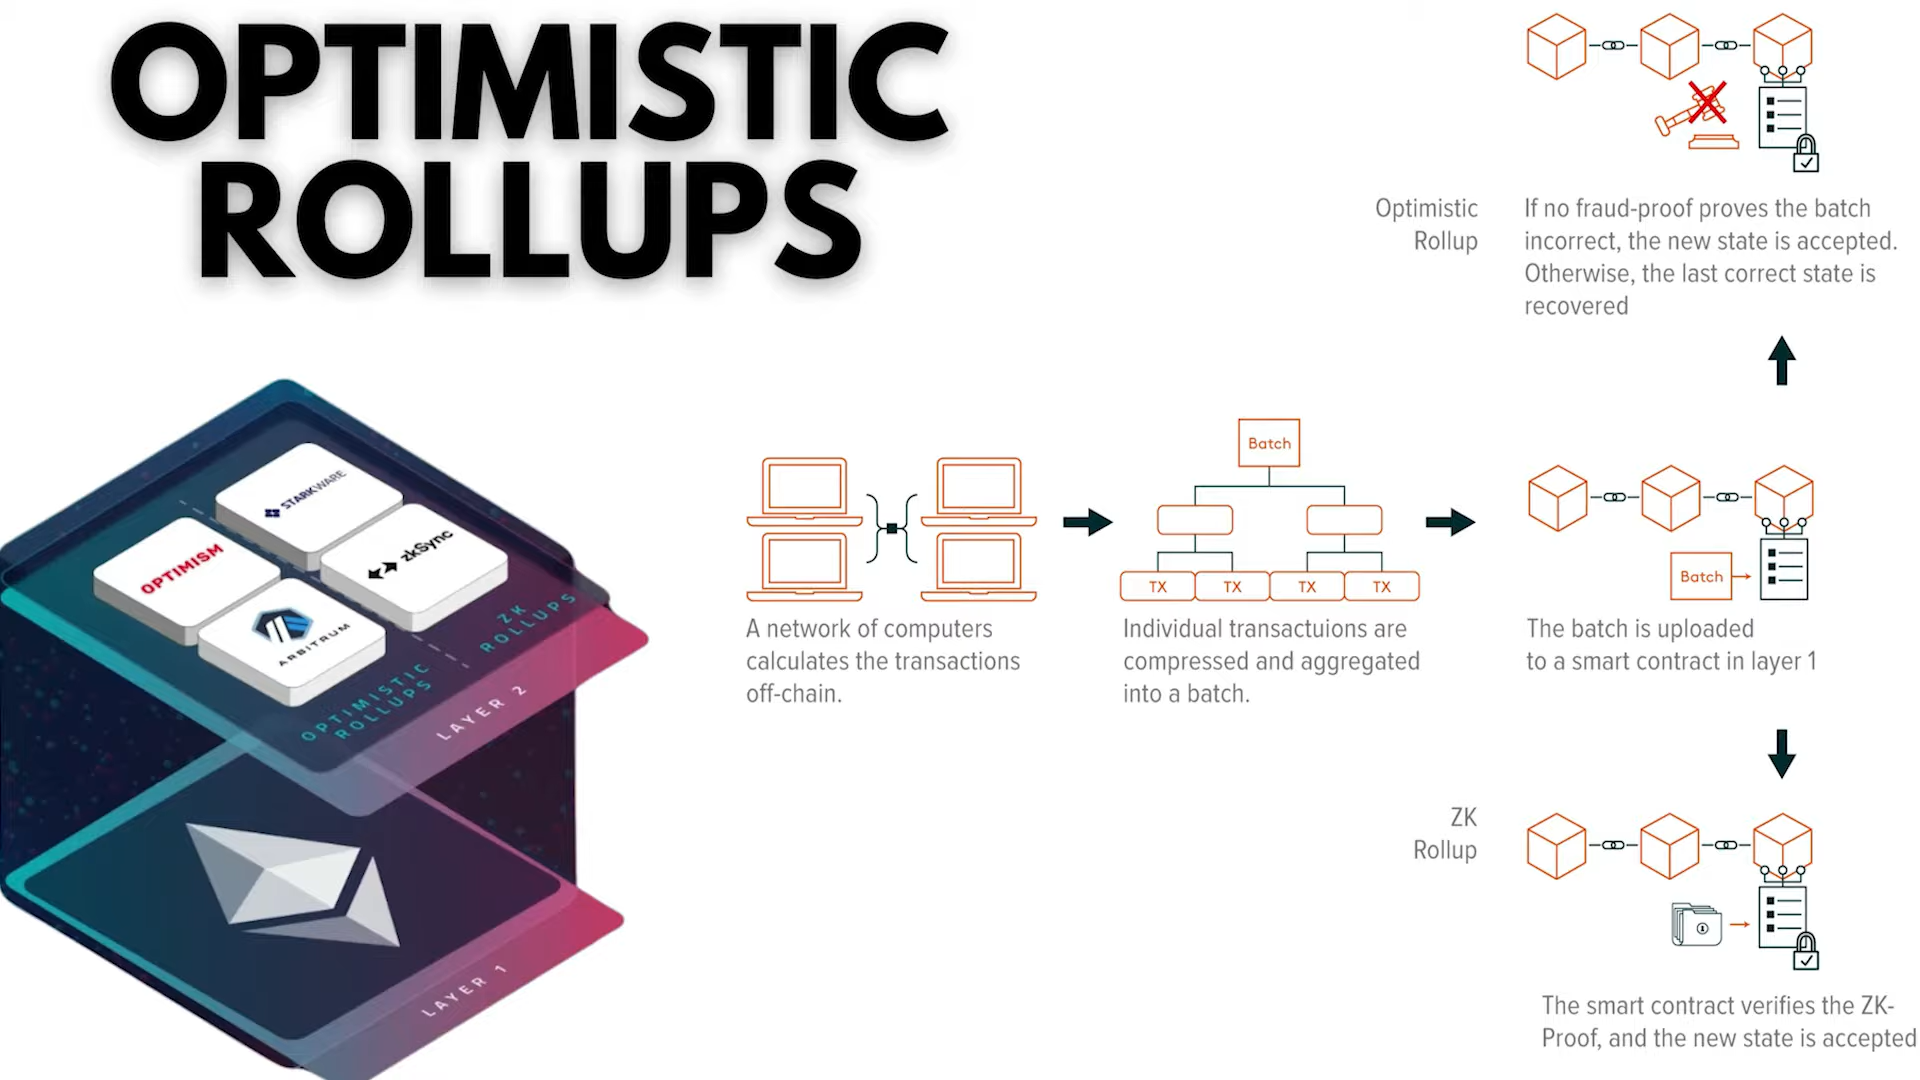 OPTIMISTIC
ROLLUPS
STARKWARE
OPTIMISM
zkSync
ARBITRUM
ZK
ROLLUPS
OPTIMISTIC
ROLLUPS
LAYER 2
LAYER 1
A network of computers
calculates the transactions
off-chain.
Batch
TX TX TX TX
Individual transactuions are
compressed and aggregated
into a batch.
Optimistic
Rollup
If no fraud-proof proves the batch
incorrect, the new state is accepted.
Otherwise, the last correct state is
recovered
Batch
The batch is uploaded
to a smart contract in layer 1
ZK
Rollup
The smart contract verifies the ZK-
Proof, and the new state is accepted